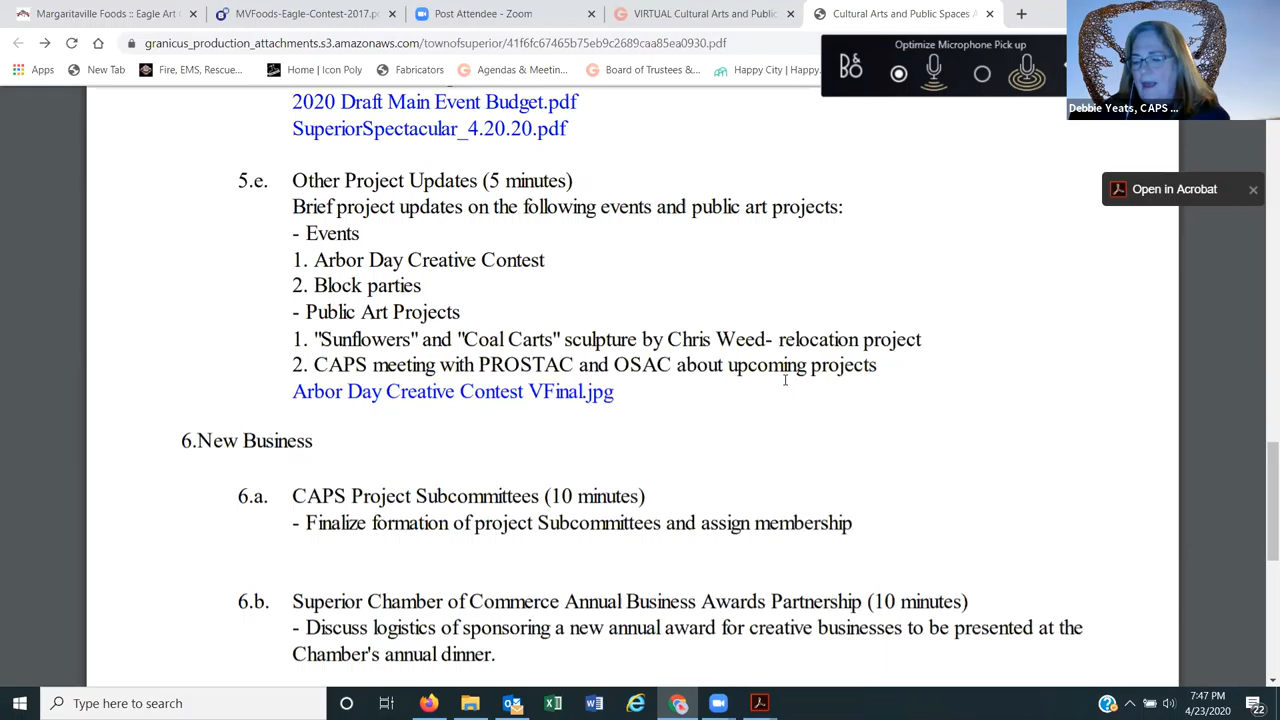 Margaritaville Foods :: Eagle Art C
MVFoods-Eagle-Contest-2017.p
Post Attendee - Zoom
VIRTUAL Cultural Arts and Public
Cultural Arts and Public Spaces A
granicus_production_attachments.s3.amazonaws.com/townofsuperior/41f6fc67465b75eb9c2689caa85ea0930.pdf
Optimize Microphone Pick up
B&O
Apps New Tab Fire, EMS, Rescue... Home | Icon Poly Fabricators Agendas & Meetin... Board of Trustees &... Happy City | Happy.
Debbie Yeats, CAPS ...
2020 Draft Main Event Budget.pdf
SuperiorSpectacular_4.20.20.pdf
Open in Acrobat
5.e. Other Project Updates (5 minutes)
Brief project updates on the following events and public art projects:
- Events
1. Arbor Day Creative Contest
2. Block parties
- Public Art Projects
1. "Sunflowers" and "Coal Carts" sculpture by Chris Weed- relocation project
2. CAPS meeting with PROSTAC and OSAC about upcoming projects
Arbor Day Creative Contest VFinal.jpg
6.New Business
6.a. CAPS Project Subcommittees (10 minutes)
- Finalize formation of project Subcommittees and assign membership
6.b. Superior Chamber of Commerce Annual Business Awards Partnership (10 minutes)
- Discuss logistics of sponsoring a new annual award for creative businesses to be presented at the
Chamber's annual dinner.
Type here to search
7:47 PM
4/23/2020
22